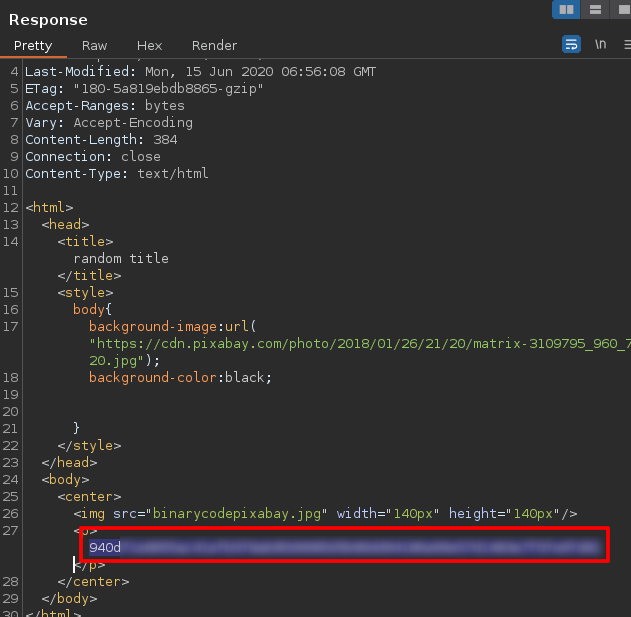 Response
Pretty Raw Hex Render \n
4 Last-Modified: Mon, 15 Jun 2020 06:56:08 GMT
5 ETag: "180-5a819ebdb8865-gzip"
6 Accept-Ranges: bytes
7 Vary: Accept-Encoding
8 Content-Length: 384
9 Connection: close
10 Content-Type: text/html
11
12 <html>
13 <head>
14 <title>
random title
</title>
15 <style>
16 body{
17 background-image:url(
"https://cdn.pixabay.com/photo/2018/01/26/21/20/matrix-3109795_960_7
20.jpg");
18 background-color:black;
19
20
21 }
22 </style>
23 </head>
24 <body>
25 <center>
26 <img src="binarycodepixabay.jpg" width="140px" height="140px"/>
27
940d
</p>
28 </center>
29 </body>
30 </html>